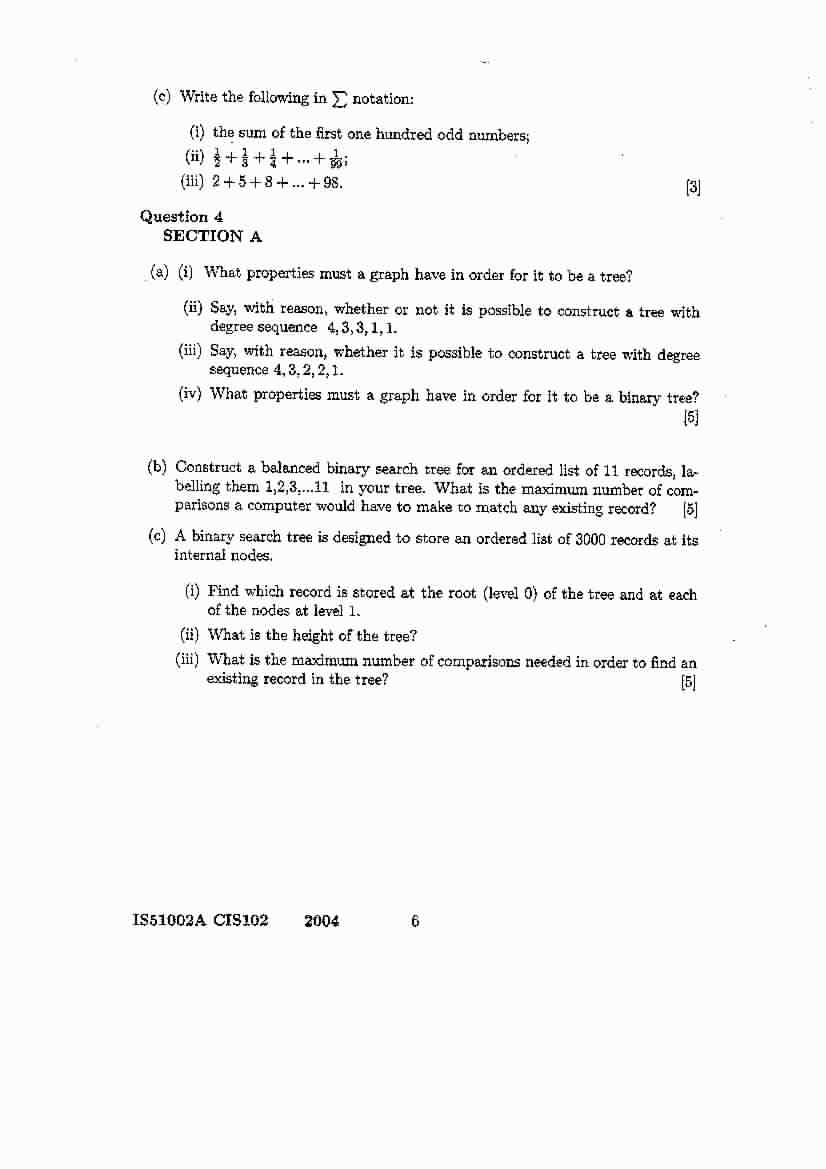 (c) Write the following in ∑ notation:
(i) the sum of the first one hundred odd numbers;
(ii) 1/2 + 1/3 + 1/4 + ... + 1/99;
(iii) 2 + 5 + 8 + ... + 98. [3]
Question 4
SECTION A
(a) (i) What properties must a graph have in order for it to be a tree?
(ii) Say, with reason, whether or not it is possible to construct a tree with
degree sequence 4, 3, 3, 1, 1.
(iii) Say, with reason, whether it is possible to construct a tree with degree
sequence 4, 3, 2, 2, 1.
(iv) What properties must a graph have in order for it to be a binary tree?
[5]
(b) Construct a balanced binary search tree for an ordered list of 11 records, la-
belling them 1,2,3,...11 in your tree. What is the maximum number of com-
parisons a computer would have to make to match any existing record? [5]
(c) A binary search tree is designed to store an ordered list of 3000 records at its
internal nodes.
(i) Find which record is stored at the root (level 0) of the tree and at each
of the nodes at level 1.
(ii) What is the height of the tree?
(iii) What is the maximum number of comparisons needed in order to find an
existing record in the tree? [5]
IS51002A CIS102 2004 6